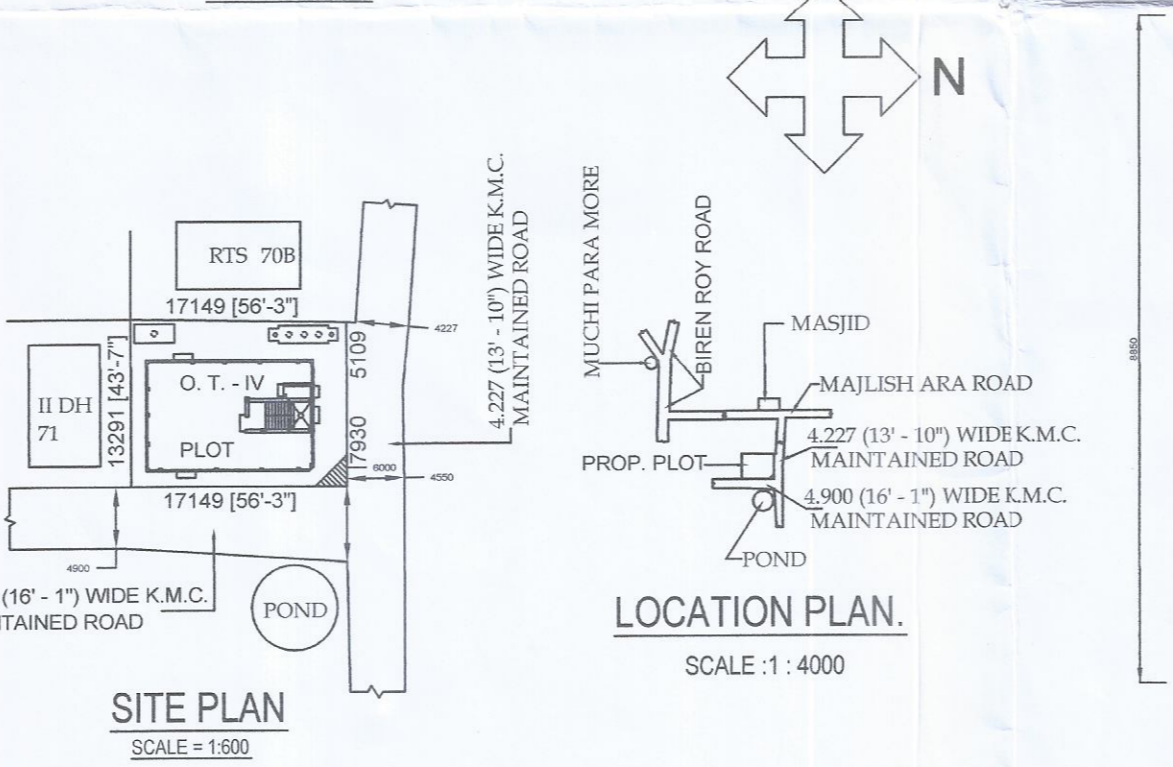 N
RTS 70B
17149 [56'-3"]
4227
5109
13291 [43'-7"]
II DH
71
O. T. - IV
PLOT
17930
6000
4550
17149 [56'-3"]
4900
(16' - 1") WIDE K.M.C.
NTAINED ROAD
POND
4.227 (13' - 10") WIDE K.M.C.
MAINTAINED ROAD
SITE PLAN
SCALE = 1:600
MUCHI PARA MORE
BIREN ROY ROAD
MASJID
MAJLISH ARA ROAD
4.227 (13' - 10") WIDE K.M.C.
MAINTAINED ROAD
PROP. PLOT
4.900 (16' - 1") WIDE K.M.C.
MAINTAINED ROAD
POND
LOCATION PLAN.
SCALE :1 : 4000
8850